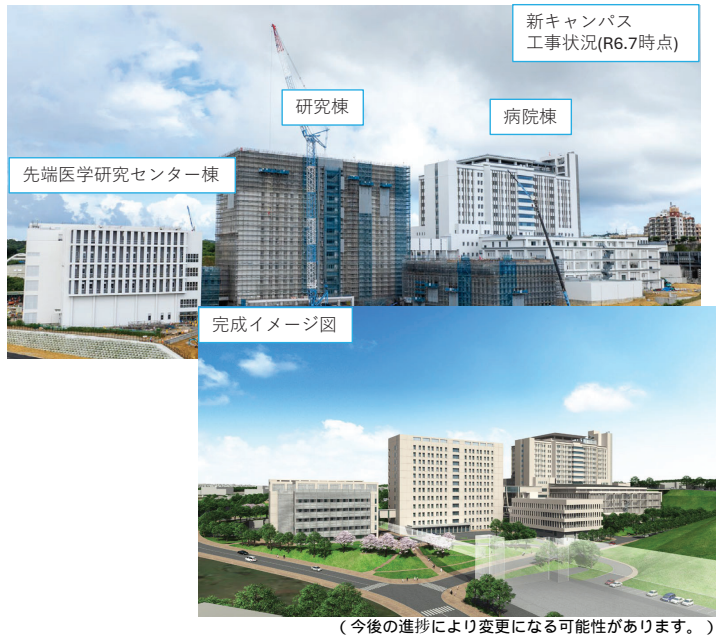 新キャンパス
工事状況(R6.7時点)
研究棟
病院棟
先端医学研究センター棟
完成イメージ図
(今後の進捗により変更になる可能性があります。)